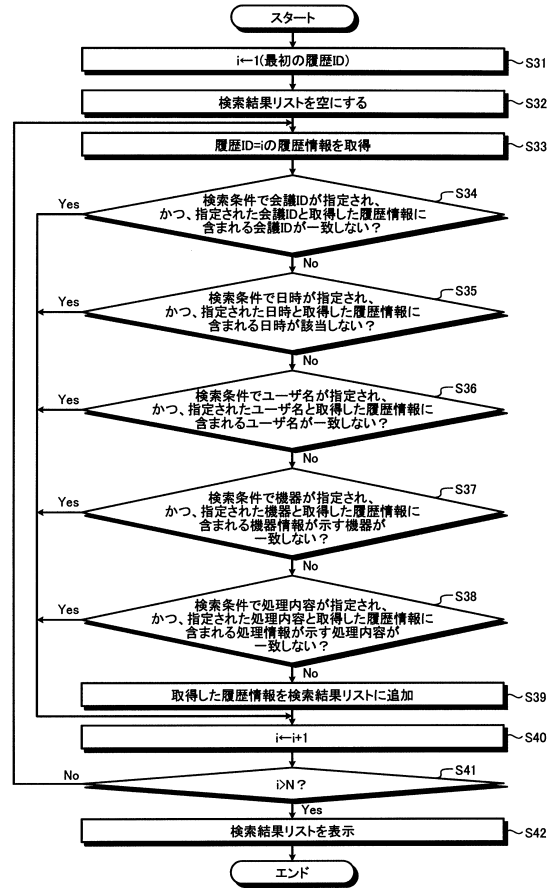 スタート
i←1(最初の履歴ID)
S31
検索結果リストを空にする
S32
履歴ID=iの履歴情報を取得
S33
検索条件で会議IDが指定され、
かつ、指定された会議IDと取得した履歴情報に
含まれる会議IDが一致しない?
S34
Yes
No
検索条件で日時が指定され、
かつ、指定された日時と取得した履歴情報に
含まれる日時が該当しない?
S35
Yes
No
検索条件でユーザ名が指定され、
かつ、指定されたユーザ名と取得した履歴情報に
含まれるユーザ名が一致しない?
S36
Yes
No
検索条件で機器が指定され、
かつ、指定された機器と取得した履歴情報に
含まれる機器情報が示す機器が
一致しない?
S37
Yes
No
検索条件で処理内容が指定され、
かつ、指定された処理内容と取得した履歴情報に
含まれる処理情報が示す処理内容が
一致しない?
S38
Yes
No
取得した履歴情報を検索結果リストに追加
S39
i←i+1
S40
i>N?
S41
No
Yes
検索結果リストを表示
S42
エンド